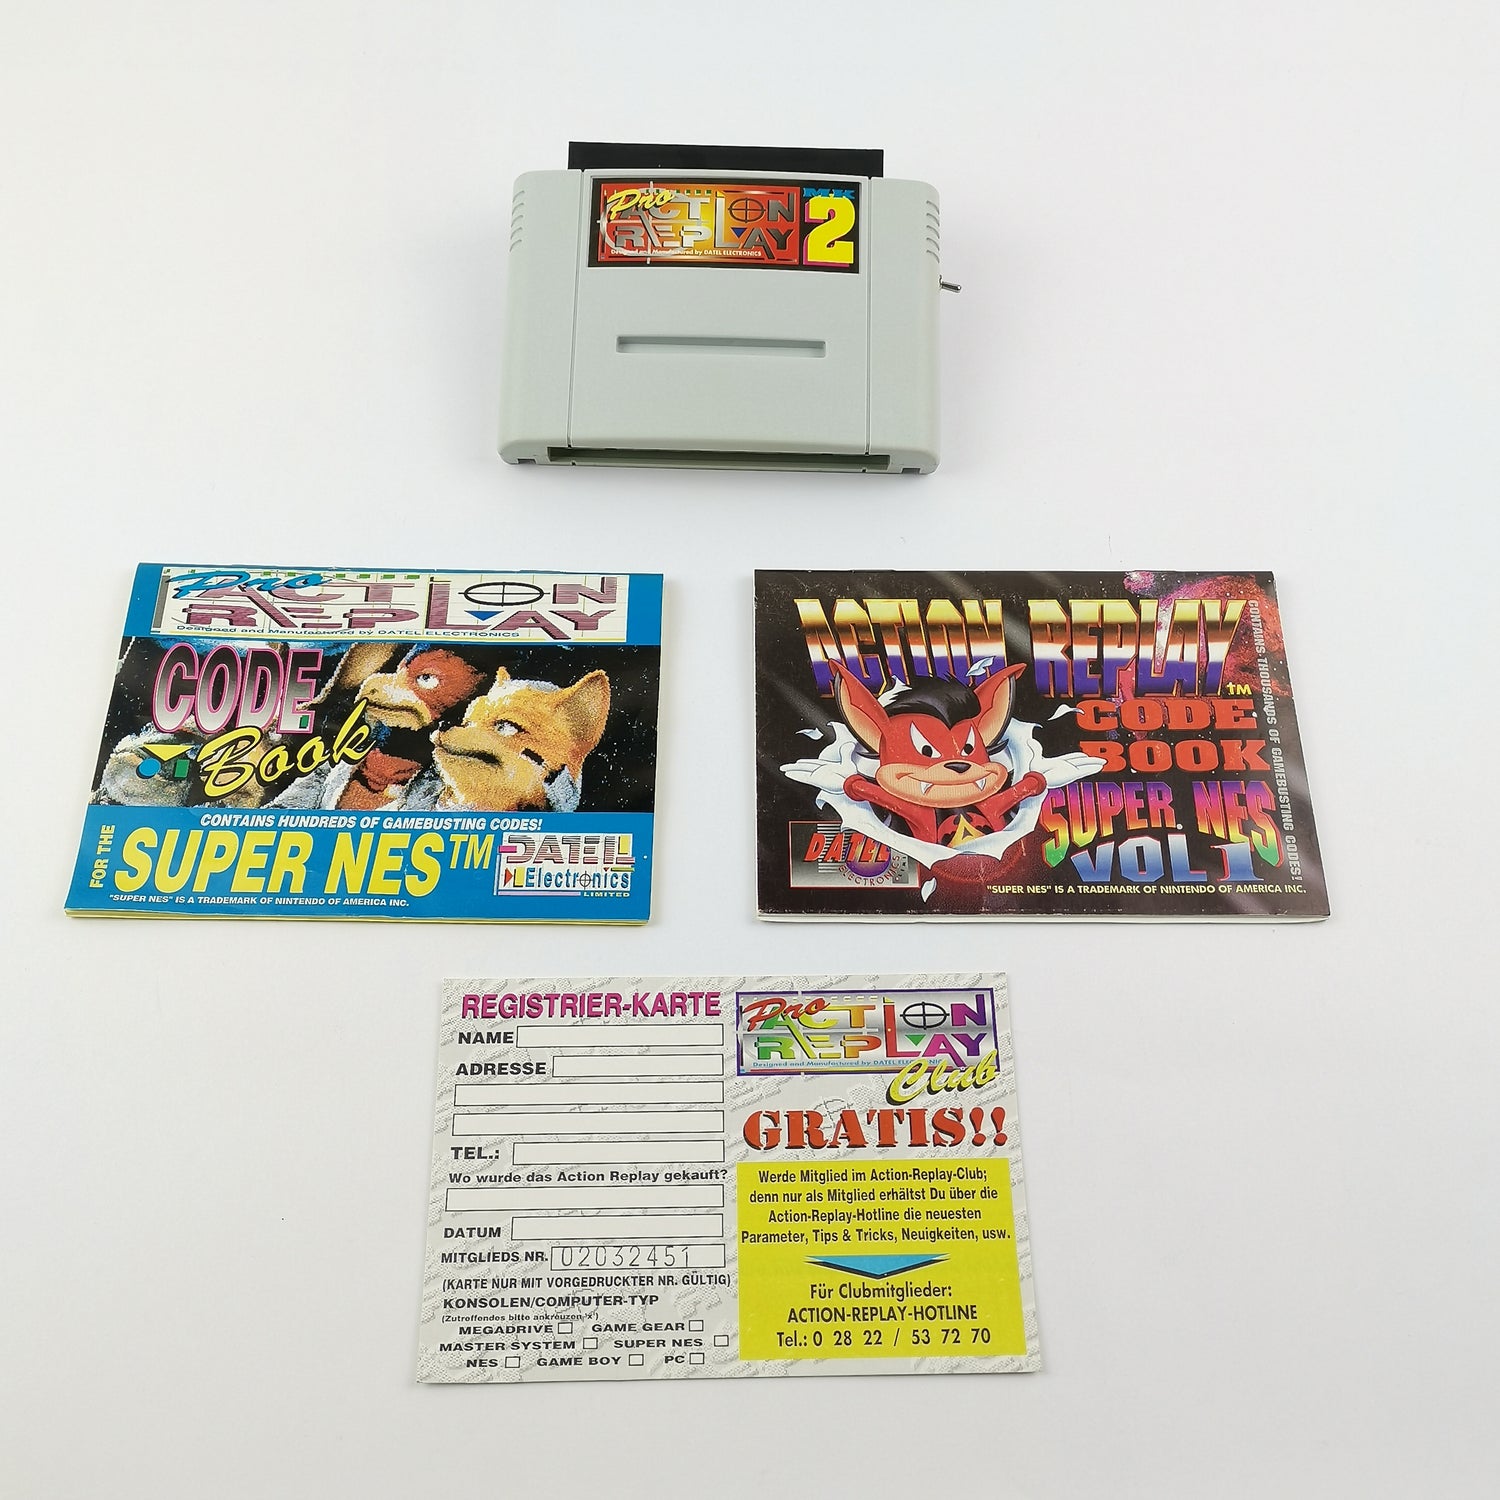 Pro
ACTION
REPLAY
Designed and Manufactured by DATEL ELECTRONICS
MK
2
Pro
ACTION
REPLAY
Designed and Manufactured by DATEL ELECTRONICS
CODE
Book
CONTAINS HUNDREDS OF GAMEBUSTING CODES!
FOR THE
SUPER NES™
DATEL
Electronics
LIMITED
"SUPER NES" IS A TRADEMARK OF NINTENDO OF AMERICA INC.
ACTION REPLAY™
CODE
BOOK
SUPER NES
VOL 1
CONTAINS THOUSANDS OF GAMEBUSTING CODES!
DATEL
ELECTRONICS
"SUPER NES" IS A TRADEMARK OF NINTENDO OF AMERICA INC.
REGISTRIER-KARTE
NAME
ADRESSE
TEL.:
Wo wurde das Action Replay gekauft?
DATUM
MITGLIEDS NR. 02032451
(KARTE NUR MIT VORGEDRUCKTER NR. GÜLTIG)
KONSOLEN/COMPUTER-TYP
(Zutreffendes bitte ankreuzen 'x')
MEGADRIVE GAME GEAR
MASTER SYSTEM SUPER NES
NES GAME BOY PC
Pro
ACTION
REPLAY
Designed and Manufactured by DATEL
Club
GRATIS!!
Werde Mitglied im Action-Replay-Club;
denn nur als Mitglied erhältst Du über die
Action-Replay-Hotline die neuesten
Parameter, Tips & Tricks, Neuigkeiten, usw.
Für Clubmitglieder:
ACTION-REPLAY-HOTLINE
Tel.: 0 28 22 / 53 72 70